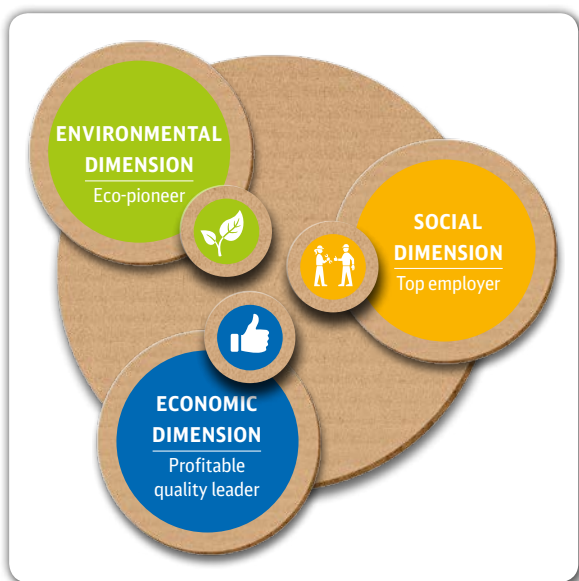 ENVIRONMENTAL
DIMENSION
Eco-pioneer
SOCIAL
DIMENSION
Top employer
ECONOMIC
DIMENSION
Profitable
quality leader